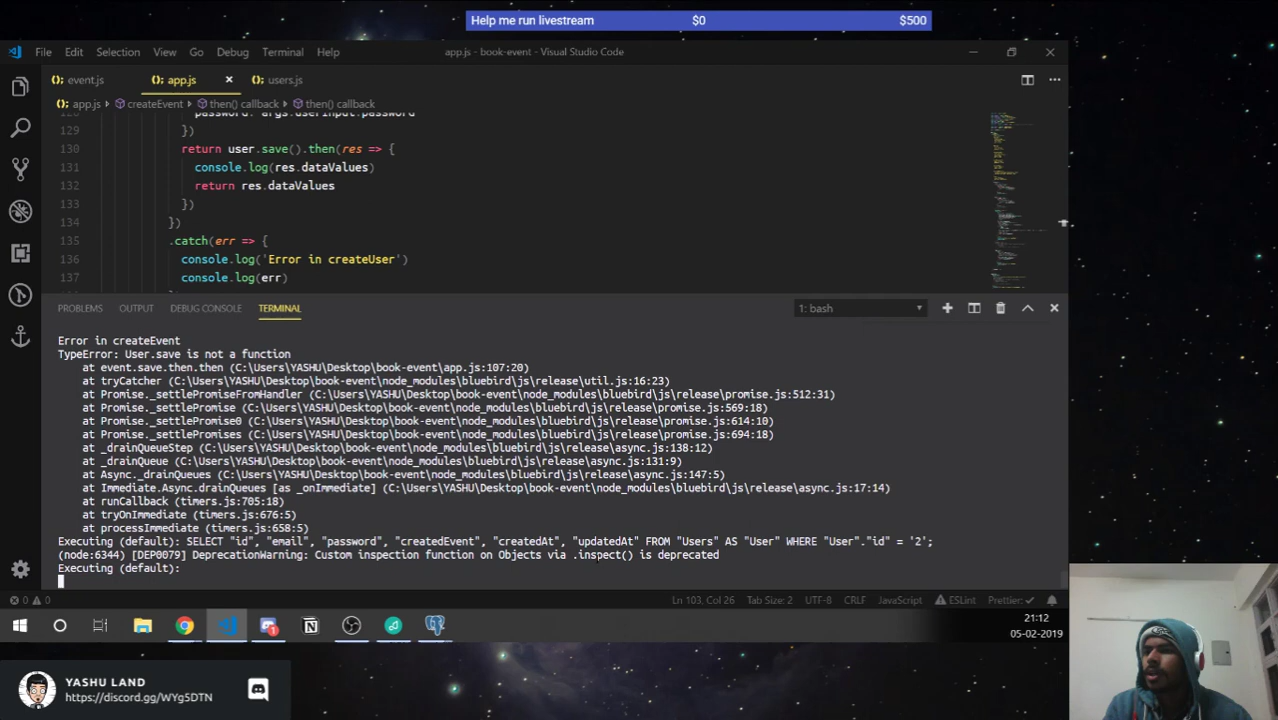 Help me run livestream $0 $500
File Edit Selection View Go Debug Terminal Help app.js - book-event - Visual Studio Code
event.js app.js × users.js
app.js > createEvent > then() callback > then() callback
128 password: args.userInput.password
129 })
130 return user.save().then(res => {
131 console.log(res.dataValues)
132 return res.dataValues
133 })
134 })
135 .catch(err => {
136 console.log('Error in createUser')
137 console.log(err)
PROBLEMS OUTPUT DEBUG CONSOLE TERMINAL 1: bash
Error in createEvent
TypeError: User.save is not a function
at event.save.then.then (C:\Users\YASHU\Desktop\book-event\app.js:107:20)
at tryCatcher (C:\Users\YASHU\Desktop\book-event\node_modules\bluebird\js\release\util.js:16:23)
at Promise._settlePromiseFromHandler (C:\Users\YASHU\Desktop\book-event\node_modules\bluebird\js\release\promise.js:512:31)
at Promise._settlePromise (C:\Users\YASHU\Desktop\book-event\node_modules\bluebird\js\release\promise.js:569:18)
at Promise._settlePromise0 (C:\Users\YASHU\Desktop\book-event\node_modules\bluebird\js\release\promise.js:614:10)
at Promise._settlePromises (C:\Users\YASHU\Desktop\book-event\node_modules\bluebird\js\release\promise.js:694:18)
at _drainQueueStep (C:\Users\YASHU\Desktop\book-event\node_modules\bluebird\js\release\async.js:138:12)
at _drainQueue (C:\Users\YASHU\Desktop\book-event\node_modules\bluebird\js\release\async.js:131:9)
at Async._drainQueues (C:\Users\YASHU\Desktop\book-event\node_modules\bluebird\js\release\async.js:147:5)
at Immediate.Async.drainQueues [as _onImmediate] (C:\Users\YASHU\Desktop\book-event\node_modules\bluebird\js\release\async.js:17:14)
at runCallback (timers.js:705:18)
at tryOnImmediate (timers.js:676:5)
at processImmediate (timers.js:658:5)
Executing (default): SELECT "id", "email", "password", "createdEvent", "createdAt", "updatedAt" FROM "Users" AS "User" WHERE "User"."id" = '2';
(node:6344) [DEP0079] DeprecationWarning: Custom inspection function on Objects via .inspect() is deprecated
Executing (default):
0 0 Ln 103, Col 26 Tab Size: 2 UTF-8 CRLF JavaScript ESLint Prettier: ✓
21:12
05-02-2019
YASHU LAND
https://discord.gg/WYg5DTN